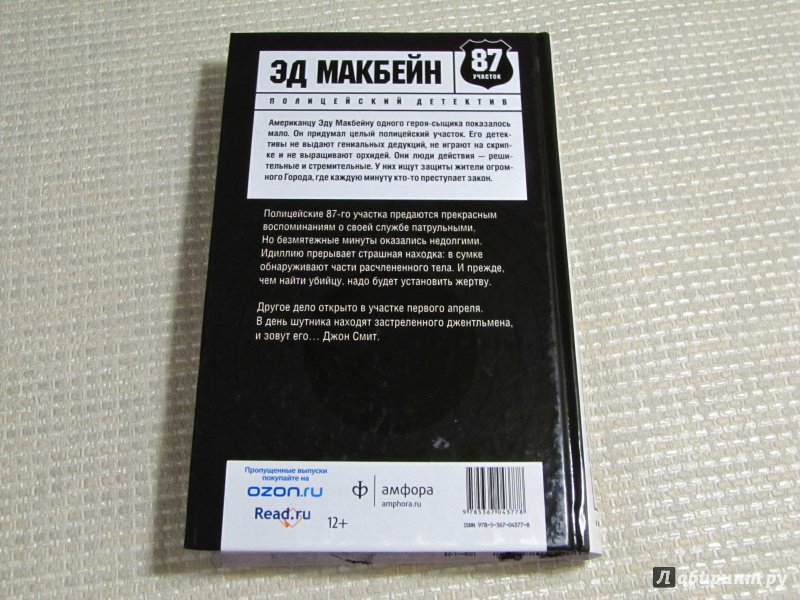 ЭД МАКБЕЙН
87
УЧАСТОК
ПОЛИЦЕЙСКИЙ ДЕТЕКТИВ
Американцу Эду Макбейну одного героя-сыщика показалось
мало. Он придумал целый полицейский участок. Его детек-
тивы не выдают гениальных дедукций, не играют на скрип-
ке и не выращивают орхидей. Они люди действия — реши-
тельные и стремительные. У них ищут защиты жители огром-
ного Города, где каждую минуту кто-то преступает закон.
Полицейские 87-го участка предаются прекрасным
воспоминаниям о своей службе патрульными.
Но безмятежные минуты оказались недолгими.
Идиллию прерывает страшная находка: в сумке
обнаруживают части расчлененного тела. И прежде,
чем найти убийцу, надо будет установить жертву.
Другое дело открыто в участке первого апреля.
В день шутника находят застреленного джентльмена,
и зовут его... Джон Смит.
Пропущенные выпуски
покупайте на
OZON.ru
Read.ru
12+
ф
амфора
amphora.ru
9 785367 043778
ISBN 978-5-367-04377-8
Лабиринт.ру